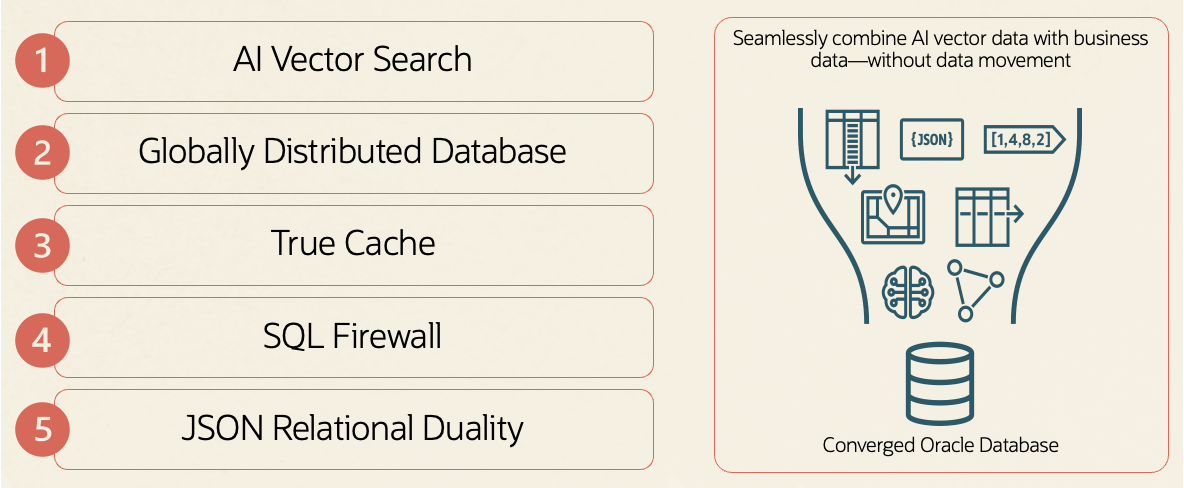 1
AI Vector Search
2
Globally Distributed Database
3
True Cache
4
SQL Firewall
5
JSON Relational Duality
Seamlessly combine AI vector data with business
data—without data movement
{JSON}
[1,4,8,2]
Converged Oracle Database